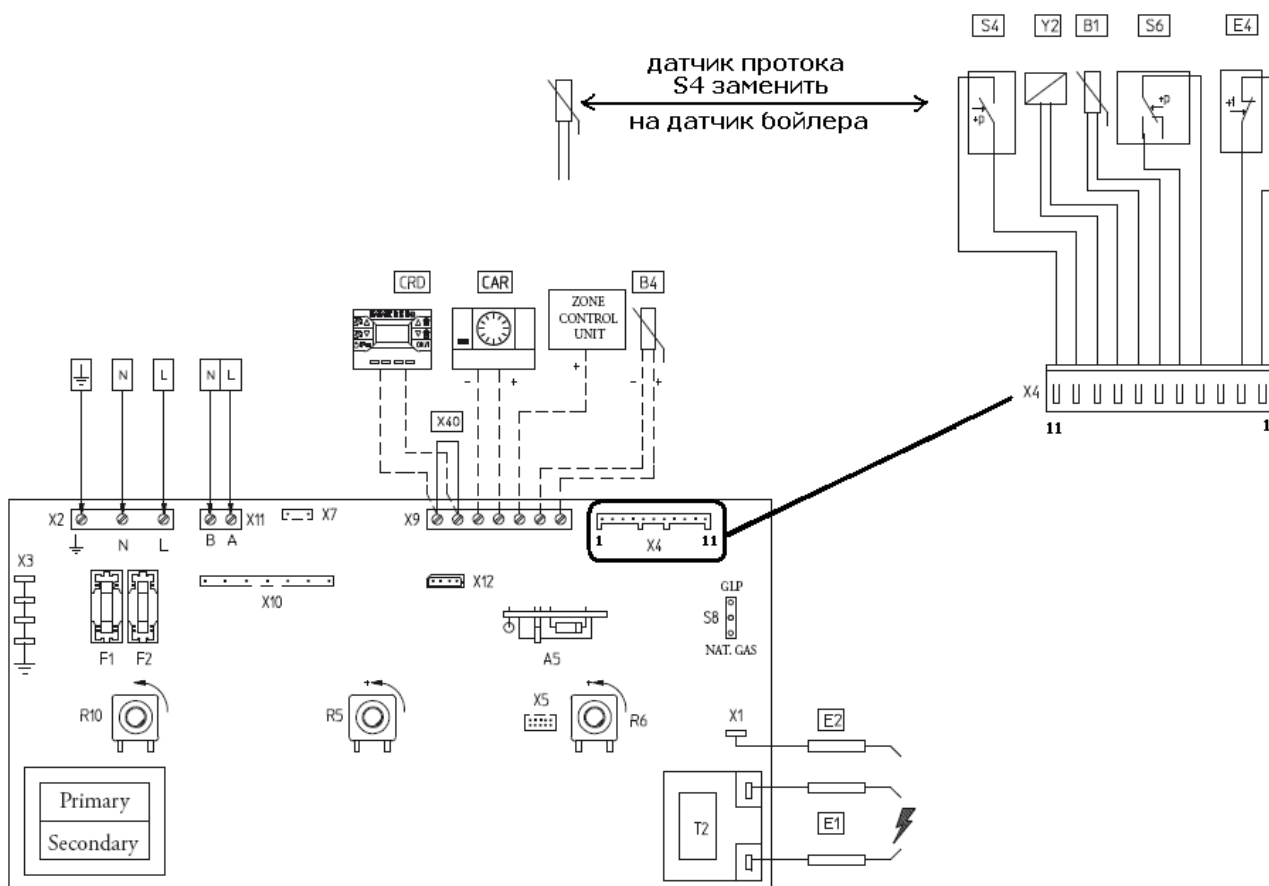 S4 Y2 B1 S6 E4
датчик протока
S4 заменить
на датчик бойлера
+p +p +t
X4
11 1
CRD CAR B4
ZONE
CONTROL
UNIT
- + + - +
N L N L
X40
X2 X11 X7 X9
N L B A
1 X4 11
X3
X10 X12
GLP
S8
NAT. GAS
F1 F2 A5
R10 + R5 X5 + R6 X1 E2
Primary
Secondary
T2 E1